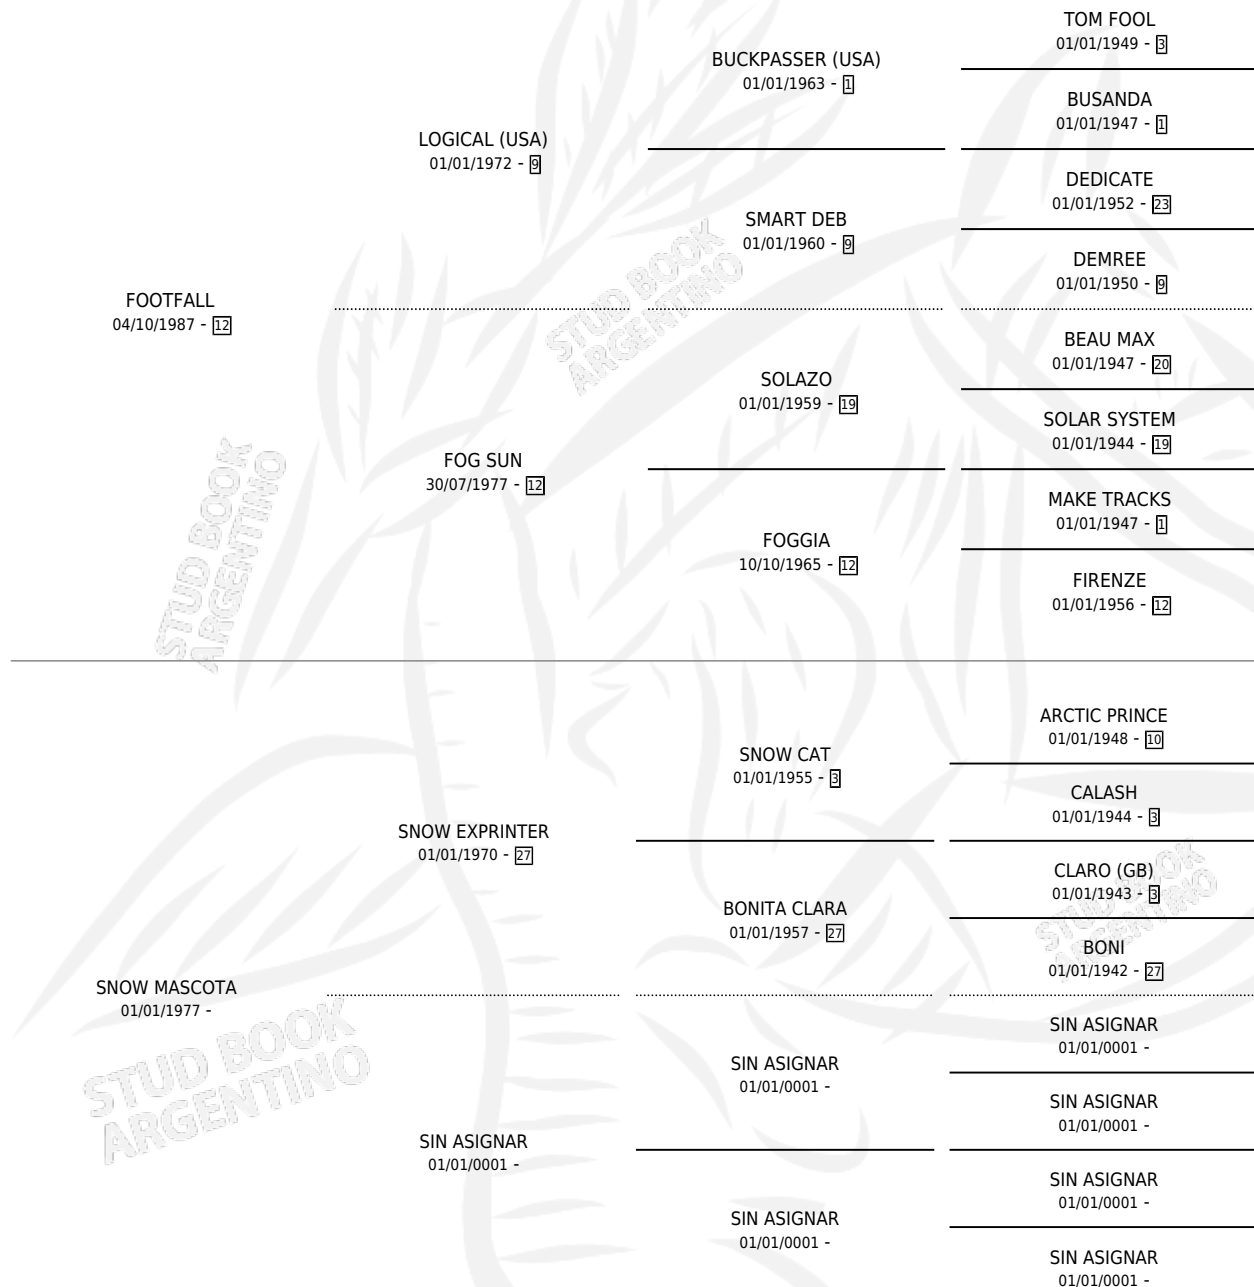 FOOTFALL
04/10/1987 - 12
LOGICAL (USA)
01/01/1972 - 9
FOG SUN
30/07/1977 - 12
BUCKPASSER (USA)
01/01/1963 - 1
SMART DEB
01/01/1960 - 9
SOLAZO
01/01/1959 - 19
FOGGIA
10/10/1965 - 12
TOM FOOL
01/01/1949 - 3
BUSANDA
01/01/1947 - 1
DEDICATE
01/01/1952 - 23
DEMREE
01/01/1950 - 9
BEAU MAX
01/01/1947 - 20
SOLAR SYSTEM
01/01/1944 - 19
MAKE TRACKS
01/01/1947 - 1
FIRENZE
01/01/1956 - 12
SNOW MASCOTA
01/01/1977 -
SNOW EXPRINTER
01/01/1970 - 27
SIN ASIGNAR
01/01/0001 -
SNOW CAT
01/01/1955 - 3
BONITA CLARA
01/01/1957 - 27
SIN ASIGNAR
01/01/0001 -
SIN ASIGNAR
01/01/0001 -
ARCTIC PRINCE
01/01/1948 - 10
CALASH
01/01/1944 - 3
CLARO (GB)
01/01/1943 - 3
BONI
01/01/1942 - 27
SIN ASIGNAR
01/01/0001 -
SIN ASIGNAR
01/01/0001 -
SIN ASIGNAR
01/01/0001 -
SIN ASIGNAR
01/01/0001 -
STUD BOOK
ARGENTINO
STUD BOOK
ARGENTINO
STUD BOOK
ARGENTINO
STUD BOOK
ARGENTINO